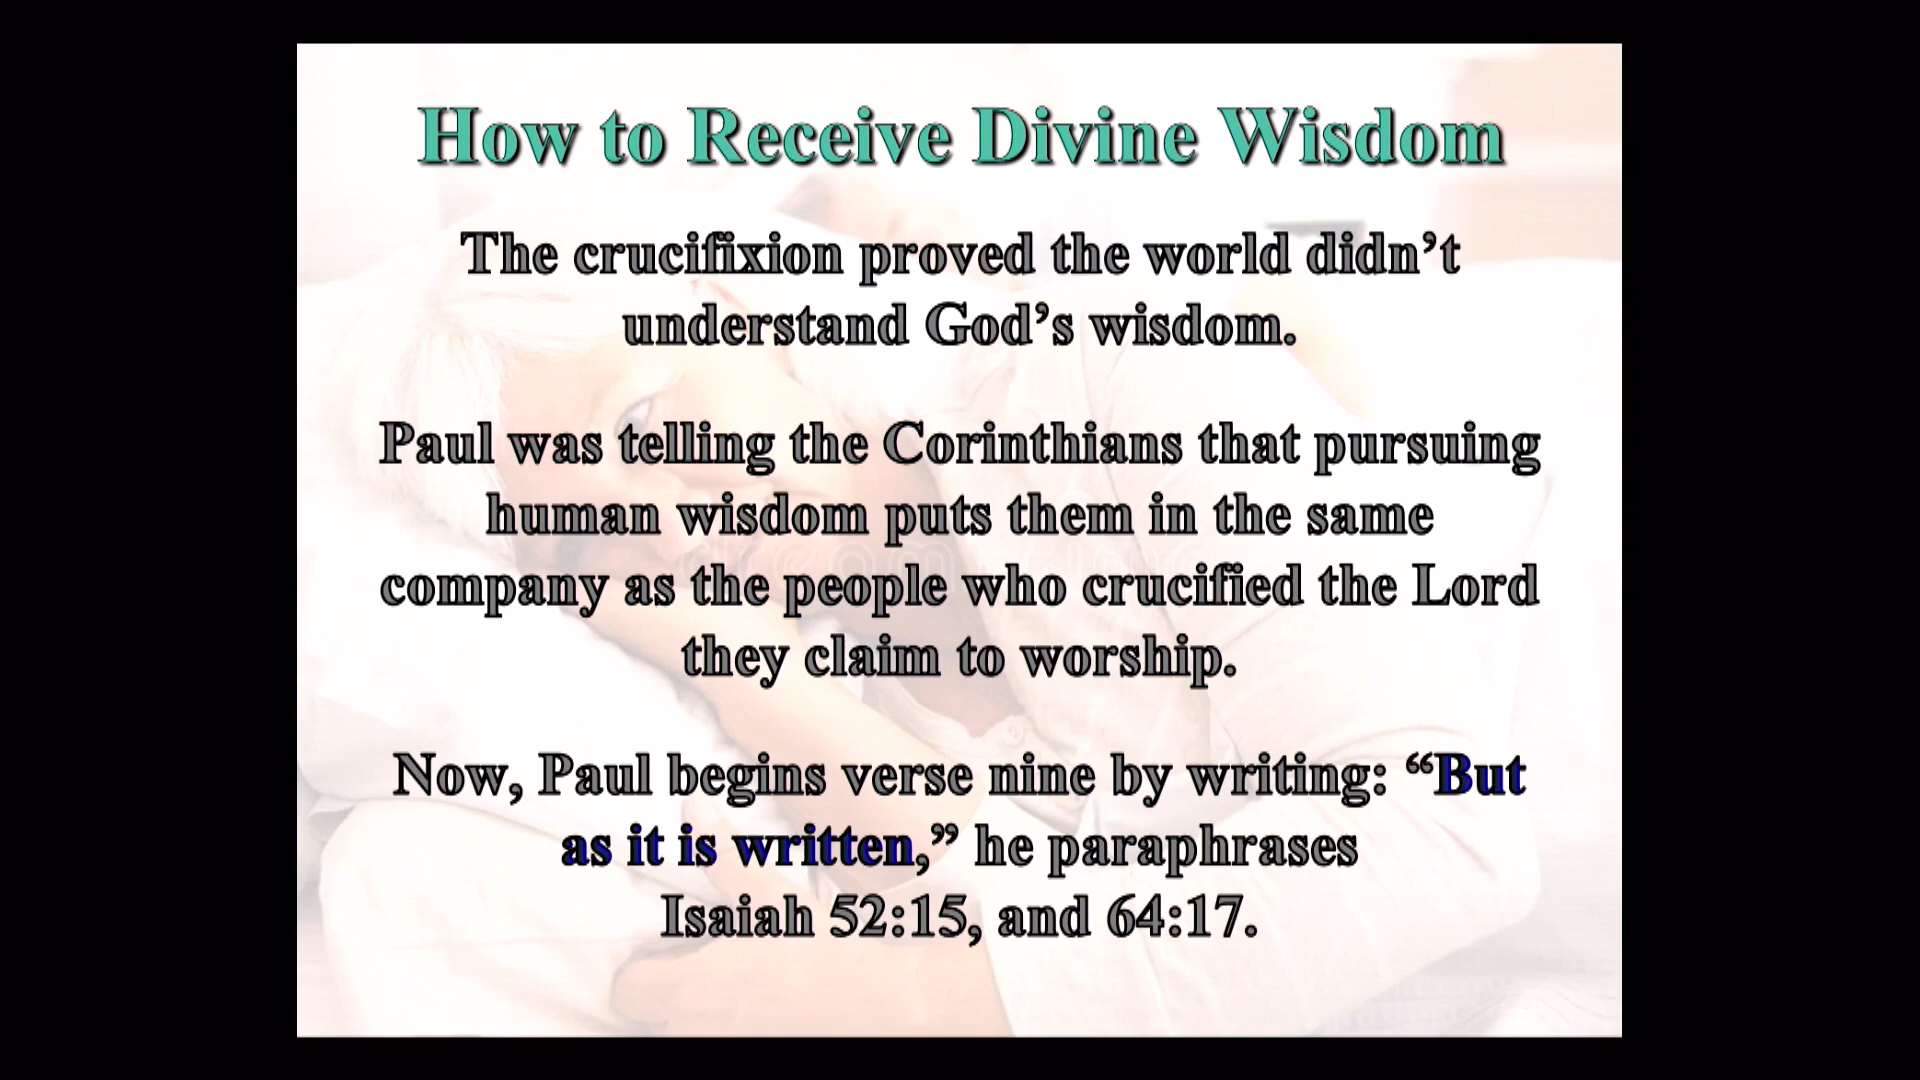 How to Receive Divine Wisdom
The crucifixion proved the world didn’t
understand God’s wisdom.
Paul was telling the Corinthians that pursuing
human wisdom puts them in the same
company as the people who crucified the Lord
they claim to worship.
Now, Paul begins verse nine by writing: “But
as it is written,” he paraphrases
Isaiah 52:15, and 64:17.